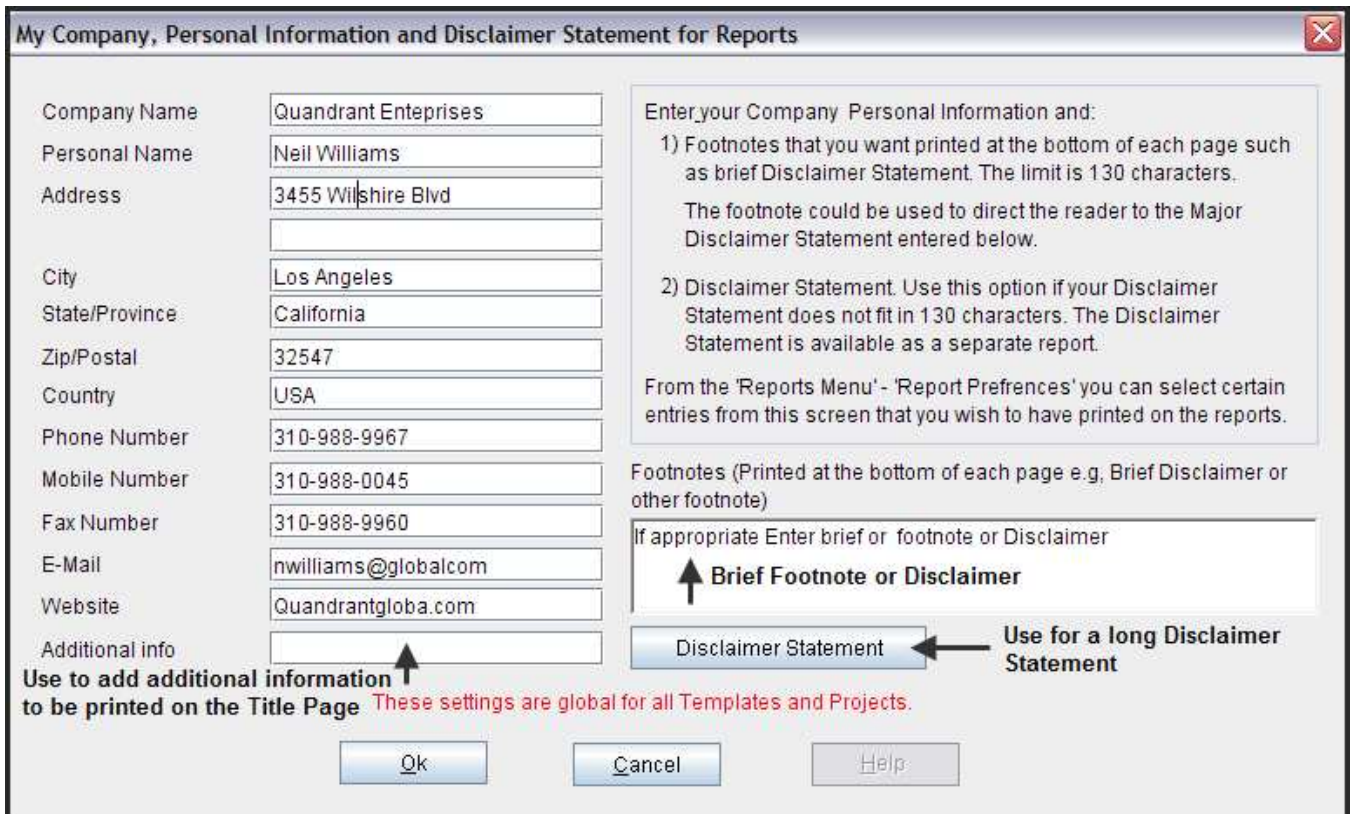 My Company, Personal Information and Disclaimer Statement for Reports
Company Name Quandrant Enteprises
Personal Name Neil Williams
Address 3455 Wilshire Blvd
City Los Angeles
State/Province California
Zip/Postal 32547
Country USA
Phone Number 310-988-9967
Mobile Number 310-988-0045
Fax Number 310-988-9960
E-Mail nwilliams@globalcom
Website Quandrantgloba.com
Additional info
Use to add additional information
to be printed on the Title Page
Enter your Company Personal Information and:
1) Footnotes that you want printed at the bottom of each page such
as brief Disclaimer Statement. The limit is 130 characters.
The footnote could be used to direct the reader to the Major
Disclaimer Statement entered below.
2) Disclaimer Statement. Use this option if your Disclaimer
Statement does not fit in 130 characters. The Disclaimer
Statement is available as a separate report.
From the 'Reports Menu' - 'Report Prefrences' you can select certain
entries from this screen that you wish to have printed on the reports.
Footnotes (Printed at the bottom of each page e.g, Brief Disclaimer or
other footnote)
If appropriate Enter brief or footnote or Disclaimer
Brief Footnote or Disclaimer
Disclaimer Statement
Use for a long Disclaimer
Statement
These settings are global for all Templates and Projects.
Ok Cancel Help